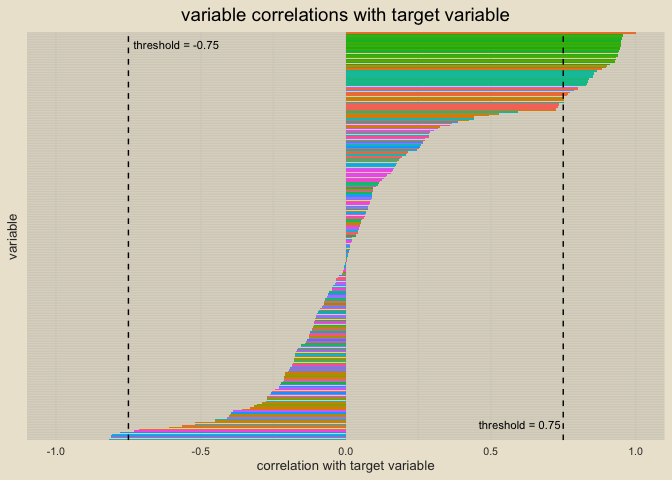 variable correlations with target variable
threshold = -0.75
variable
threshold = 0.75
-1.0 -0.5 0.0 0.5 1.0
correlation with target variable